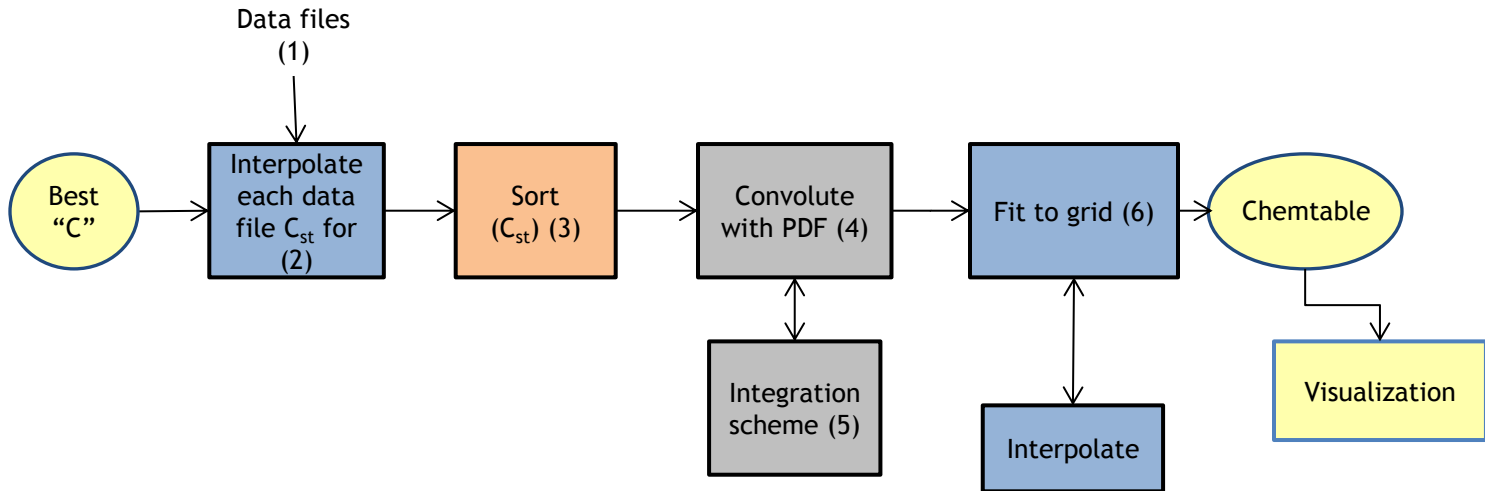 Data files
(1)
Best
“C”
Interpolate
each data
file Cst for
(2)
Sort
(Cst) (3)
Convolute
with PDF (4)
Fit to grid (6)
Chemtable
Integration
scheme (5)
Interpolate
Visualization